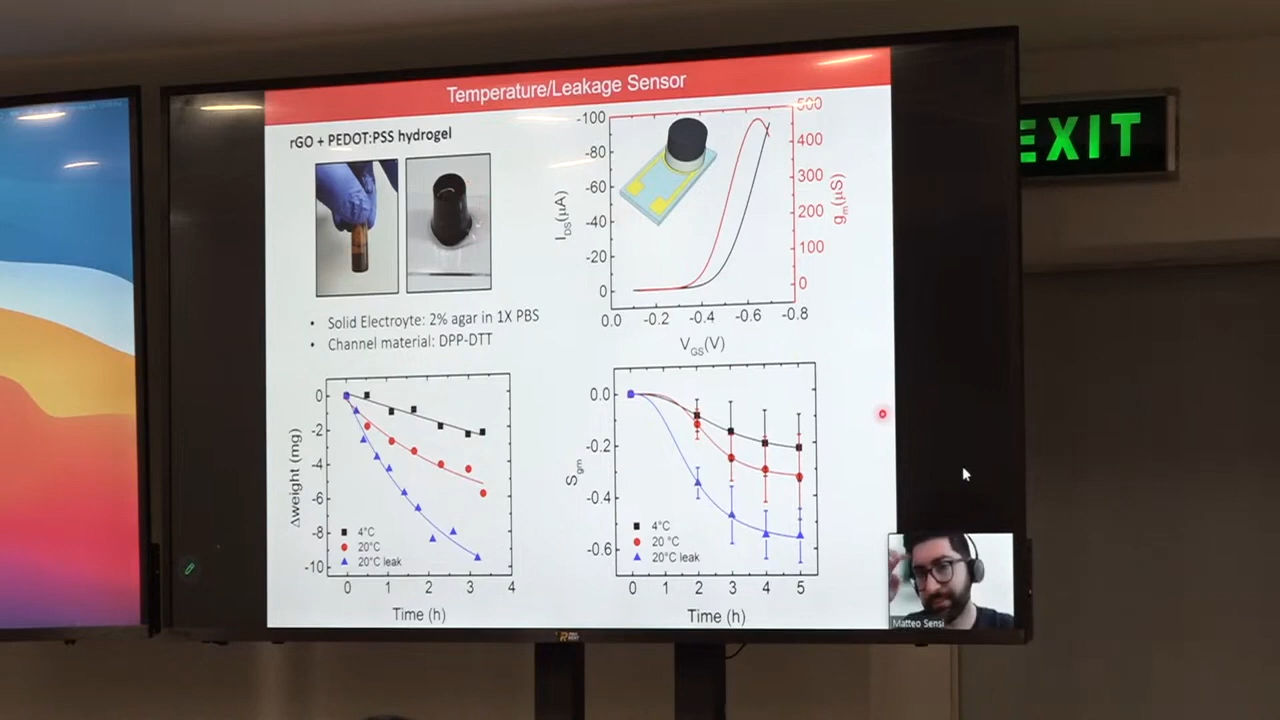 Temperature/Leakage Sensor
rGO + PEDOT:PSS hydrogel
• Solid Electroyte: 2% agar in 1X PBS
• Channel material: DPP-DTT
-100
-80
-60
-40
-20
0
I_DS(µA)
500
400
300
200
100
0
g_m(µS)
0.0 -0.2 -0.4 -0.6 -0.8
V_GS(V)
0
-2
-4
-6
-8
-10
Δweight (mg)
4°C
20°C
20°C leak
0 1 2 3 4
Time (h)
0.0
-0.2
-0.4
-0.6
S_gm
4°C
20 °C
20°C leak
0 1 2 3 4 5
Time (h)
Matteo Sensi
EXIT